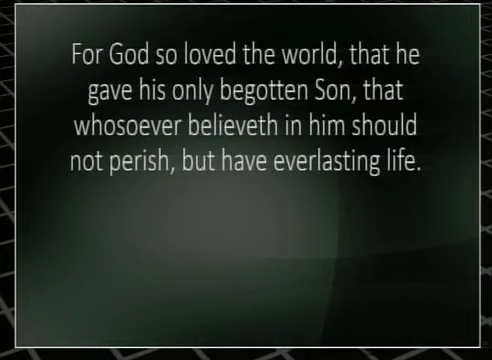 For God so loved the world, that he
gave his only begotten Son, that
whosoever believeth in him should
not perish, but have everlasting life.